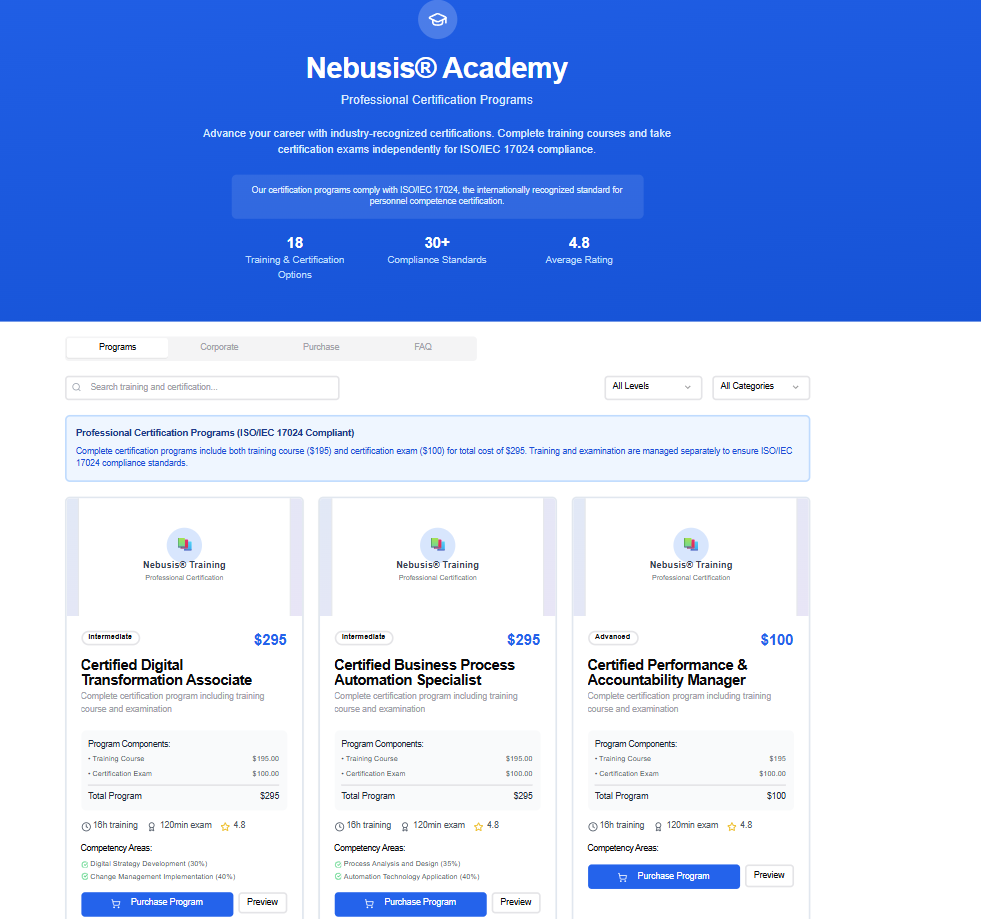 Nebusis® Academy
Professional Certification Programs
Advance your career with industry-recognized certifications. Complete training courses and take
certification exams independently for ISO/IEC 17024 compliance.
Our certification programs comply with ISO/IEC 17024, the internationally recognized standard for
personnel competence certification.
18
Training & Certification
Options
30+
Compliance Standards
4.8
Average Rating
Programs
Corporate
Purchase
FAQ
Search training and certification...
All Levels
All Categories
Professional Certification Programs (ISO/IEC 17024 Compliant)
Complete certification programs include both training course ($195) and certification exam ($100) for total cost of $295. Training and examination are managed separately to ensure ISO/IEC
17024 compliance standards.
Nebusis® Training
Professional Certification
Intermediate
$295
Certified Digital
Transformation Associate
Complete certification program including training
course and examination
Program Components:
• Training Course $195.00
• Certification Exam $100.00
Total Program $295
16h training 120min exam 4.8
Competency Areas:
Digital Strategy Development (30%)
Change Management Implementation (40%)
Purchase Program
Preview
Nebusis® Training
Professional Certification
Intermediate
$295
Certified Business Process
Automation Specialist
Complete certification program including training
course and examination
Program Components:
• Training Course $195.00
• Certification Exam $100.00
Total Program $295
16h training 120min exam 4.8
Competency Areas:
Process Analysis and Design (35%)
Automation Technology Application (40%)
Purchase Program
Preview
Nebusis® Training
Professional Certification
Advanced
$100
Certified Performance &
Accountability Manager
Complete certification program including training
course and examination
Program Components:
• Training Course $195
• Certification Exam $100.00
Total Program $100
16h training 120min exam 4.8
Competency Areas:
Purchase Program
Preview